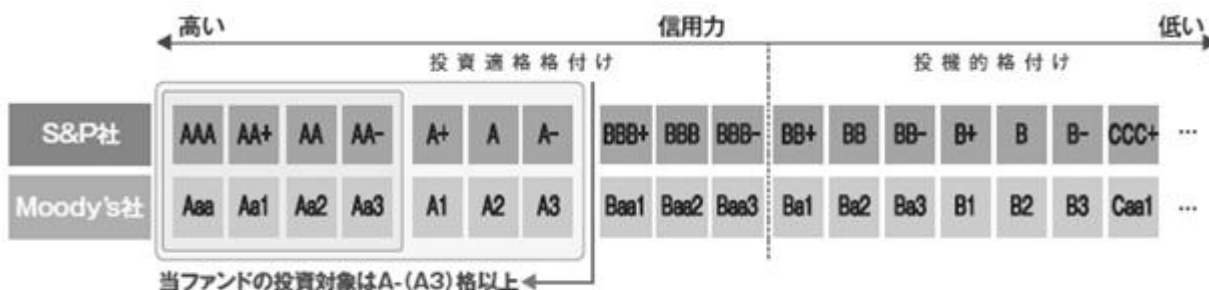 高い 信用力 低い
投資適格格付け 投機的格付け
S&P社 AAA AA+ AA AA- A+ A A- BBB+ BBB BBB- BB+ BB BB- B+ B B- CCC+ …
Moody's社 Aaa Aa1 Aa2 Aa3 A1 A2 A3 Baa1 Baa2 Baa3 Ba1 Ba2 Ba3 B1 B2 B3 Caa1 …
当ファンドの投資対象はA-(A3)格以上